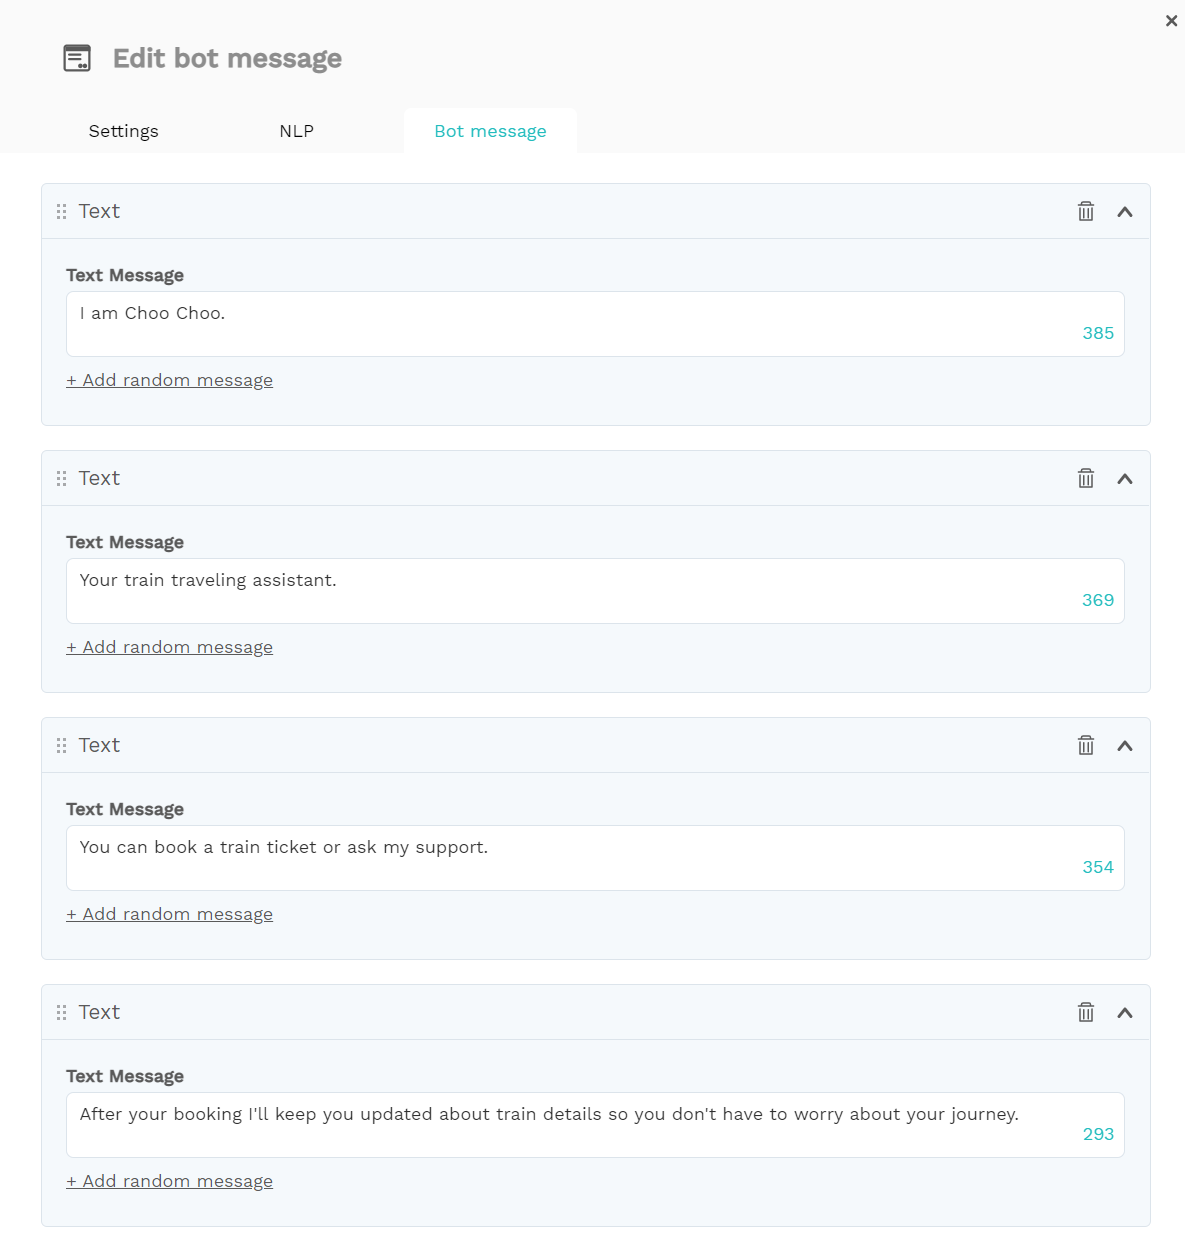 Edit bot message
Settings
NLP
Bot message
Text
Text Message
I am Choo Choo.
385
+ Add random message
Text
Text Message
Your train traveling assistant.
369
+ Add random message
Text
Text Message
You can book a train ticket or ask my support.
354
+ Add random message
Text
Text Message
After your booking I'll keep you updated about train details so you don't have to worry about your journey.
293
+ Add random message